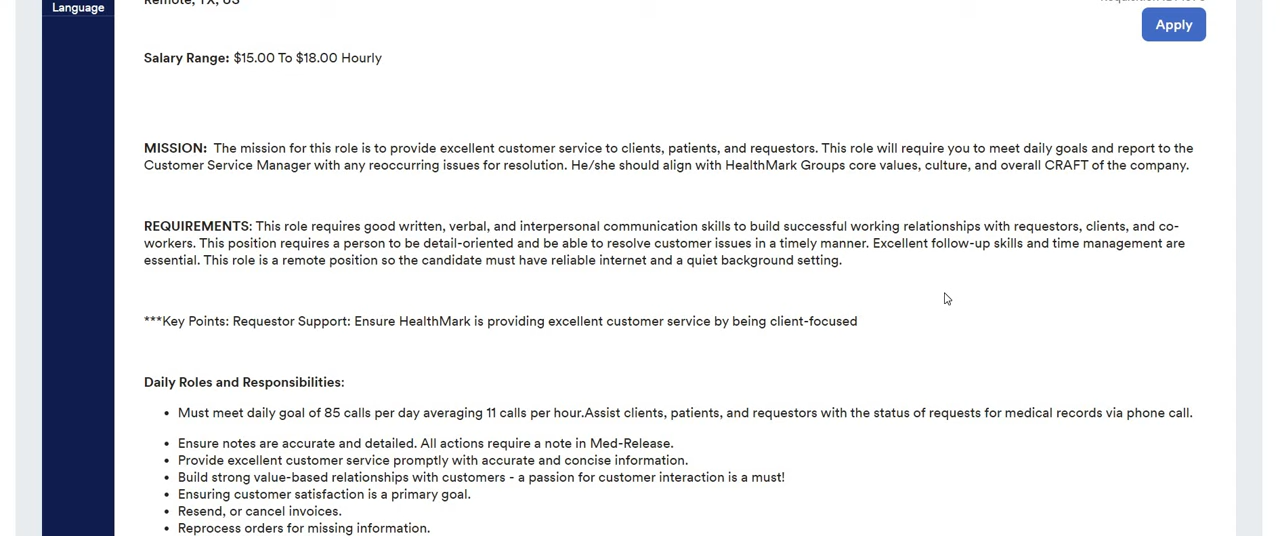 Language
Remote, TX, US
Apply
Salary Range: $15.00 To $18.00 Hourly
MISSION: The mission for this role is to provide excellent customer service to clients, patients, and requestors. This role will require you to meet daily goals and report to the
Customer Service Manager with any reoccurring issues for resolution. He/she should align with HealthMark Groups core values, culture, and overall CRAFT of the company.
REQUIREMENTS: This role requires good written, verbal, and interpersonal communication skills to build successful working relationships with requestors, clients, and co-
workers. This position requires a person to be detail-oriented and be able to resolve customer issues in a timely manner. Excellent follow-up skills and time management are
essential. This role is a remote position so the candidate must have reliable internet and a quiet background setting.
***Key Points: Requestor Support: Ensure HealthMark is providing excellent customer service by being client-focused
Daily Roles and Responsibilities:
• Must meet daily goal of 85 calls per day averaging 11 calls per hour.Assist clients, patients, and requestors with the status of requests for medical records via phone call.
• Ensure notes are accurate and detailed. All actions require a note in Med-Release.
• Provide excellent customer service promptly with accurate and concise information.
• Build strong value-based relationships with customers - a passion for customer interaction is a must!
• Ensuring customer satisfaction is a primary goal.
• Resend, or cancel invoices.
• Reprocess orders for missing information.